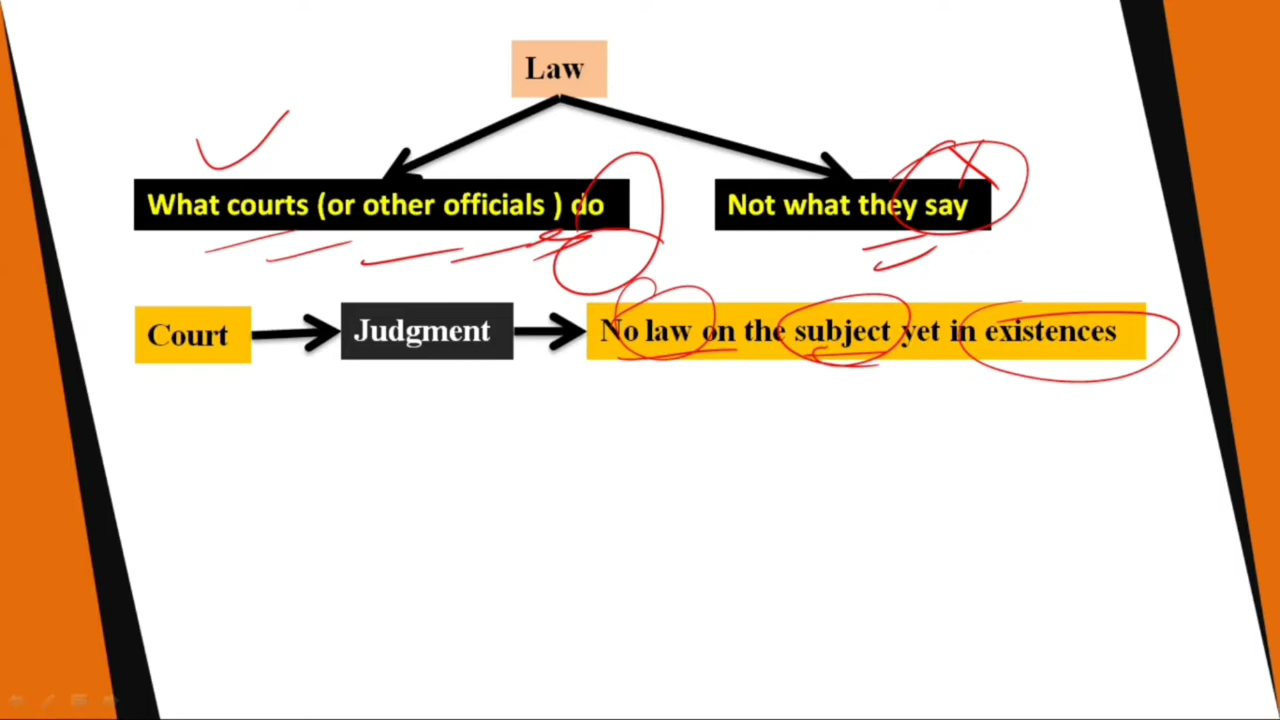 Law
What courts (or other officials ) do
Not what they say
Court
Judgment
No law on the subject yet in existences